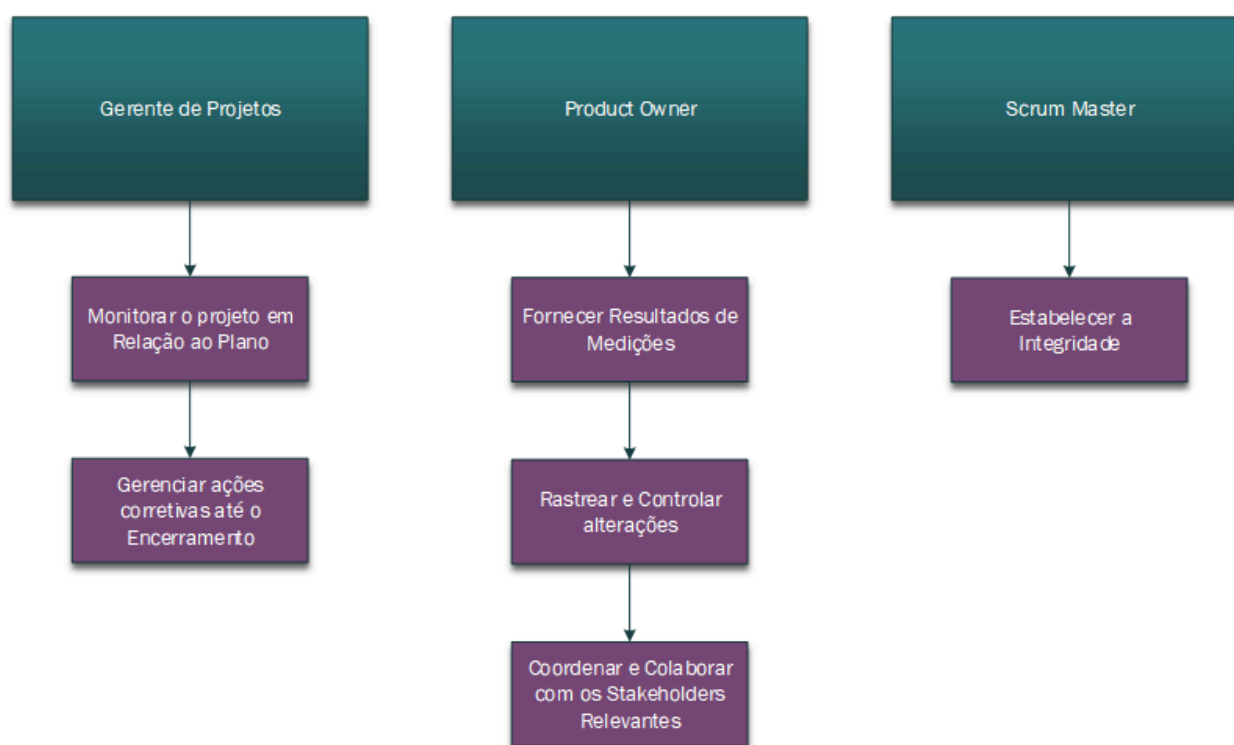 Gerente de Projetos
Product Owner
Scrum Master
Monitorar o projeto em
Relação ao Plano
Fornecer Resultados de
Medições
Estabelecer a
Integridade
Gerenciar ações
corretivas até o
Encerramento
Rastrear e Controlar
alterações
Coordenar e Colaborar
com os Stakeholders
Relevantes